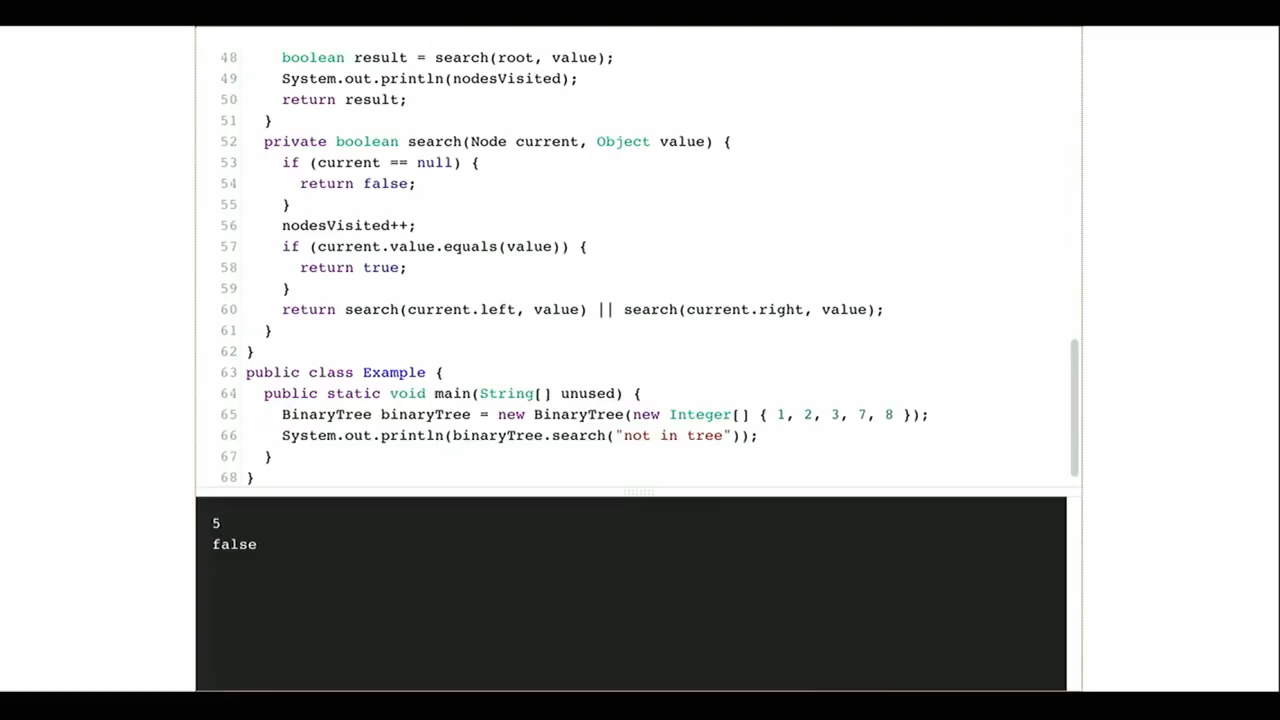 48 boolean result = search(root, value);
49 System.out.println(nodesVisited);
50 return result;
51 }
52 private boolean search(Node current, Object value) {
53 if (current == null) {
54 return false;
55 }
56 nodesVisited++;
57 if (current.value.equals(value)) {
58 return true;
59 }
60 return search(current.left, value) || search(current.right, value);
61 }
62 }
63 public class Example {
64 public static void main(String[] unused) {
65 BinaryTree binaryTree = new BinaryTree(new Integer[] { 1, 2, 3, 7, 8 });
66 System.out.println(binaryTree.search("not in tree"));
67 }
68 }
5
false